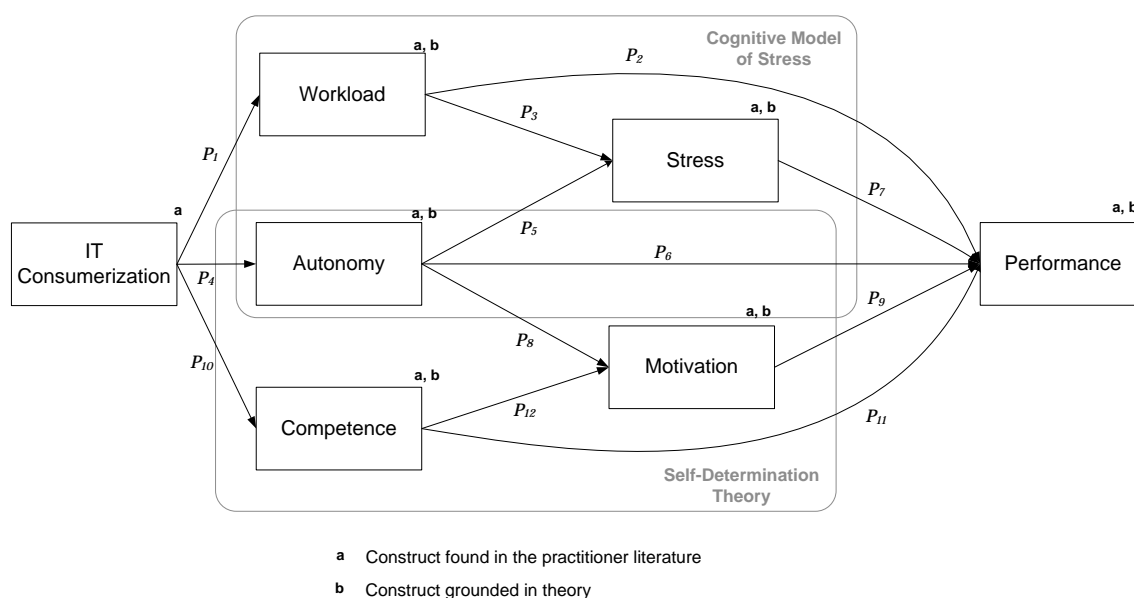 Cognitive Model
of Stress
a, b
Workload
P2
P3
a, b
Stress
P1
P7
a
IT
Consumerization
a, b
Autonomy
P4
P5
P6
a, b
Performance
P8
a, b
Motivation
P9
P10
a, b
Competence
P12
P11
Self-Determination
Theory
a Construct found in the practitioner literature
b Construct grounded in theory